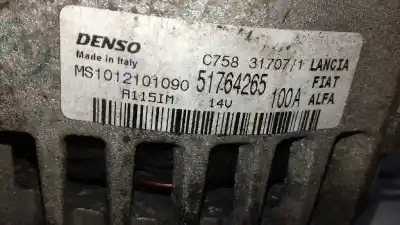 DENSO C758 31707/1 LANCIA
Made in Italy
MS1012101090 51764265 FIAT
A115IM 14V 100A ALFA